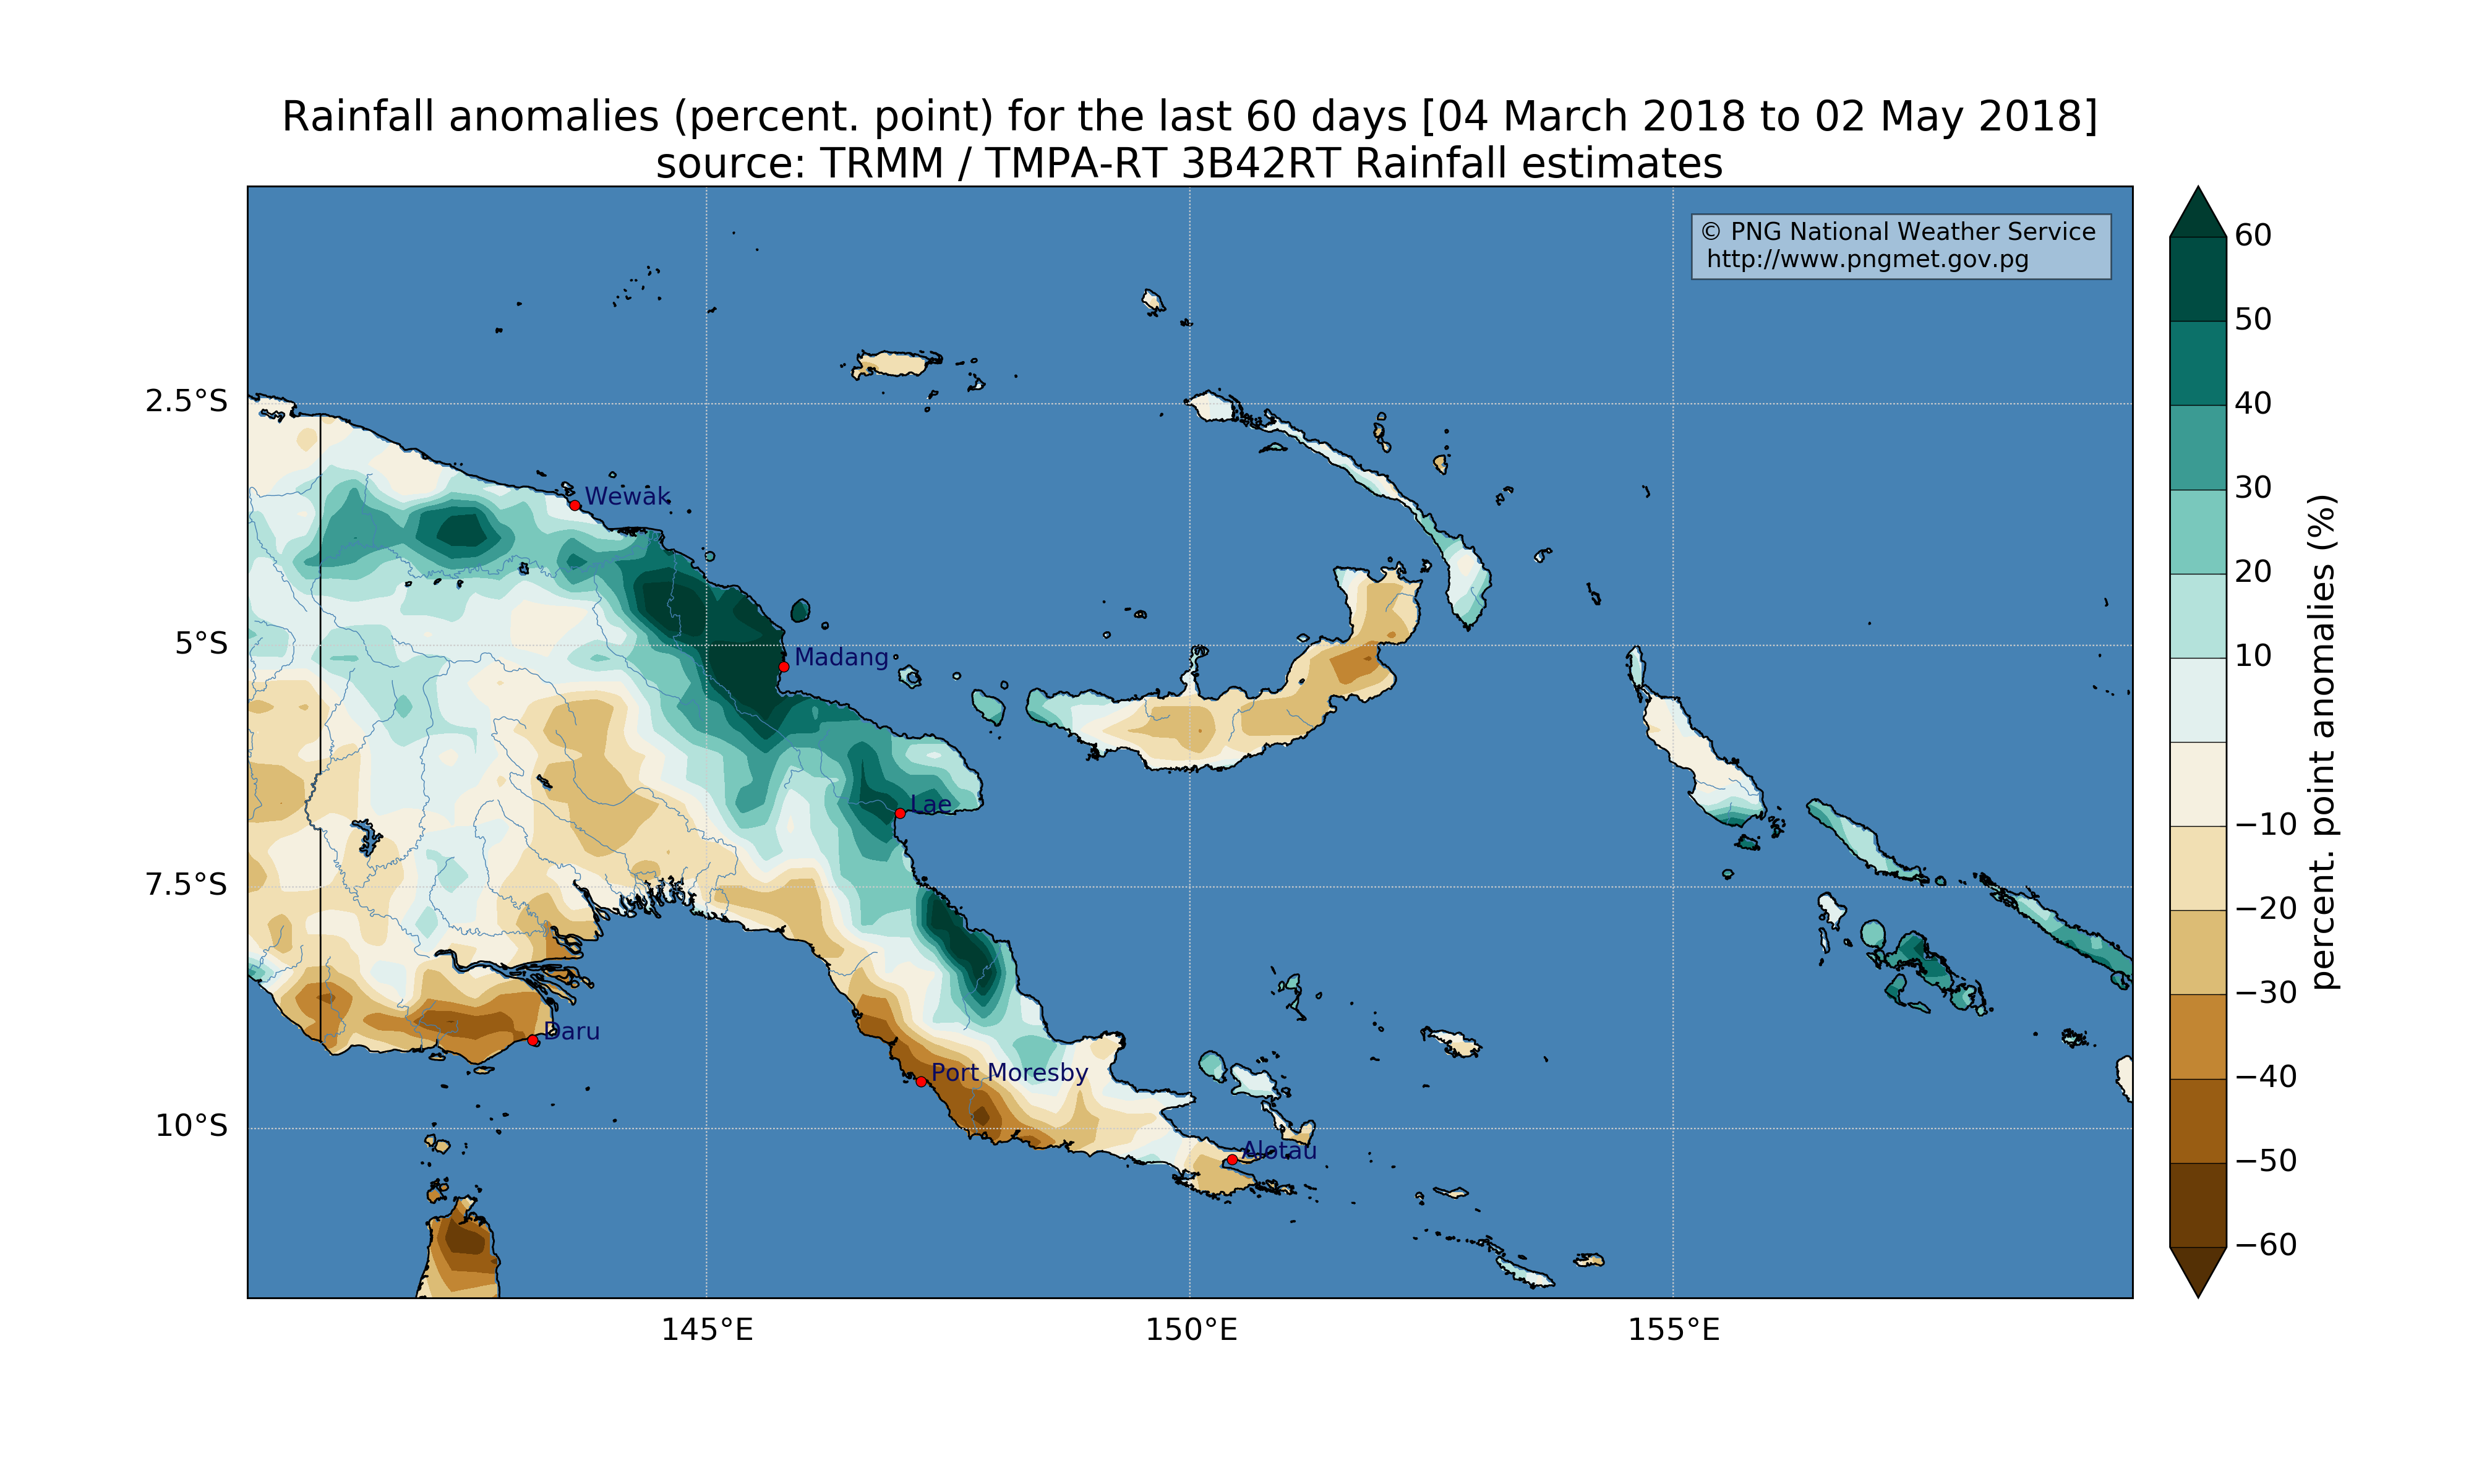 Rainfall anomalies (percent. point) for the last 60 days [04 March 2018 to 02 May 2018]
source: TRMM / TMPA-RT 3B42RT Rainfall estimates
© PNG National Weather Service
http://www.pngmet.gov.pg
2.5°S
5°S
7.5°S
10°S
Wewak
Madang
Lae
Daru
Port Moresby
Alotau
145°E
150°E
155°E
60
50
40
30
20
10
−10
−20
−30
−40
−50
−60
percent. point anomalies (%)